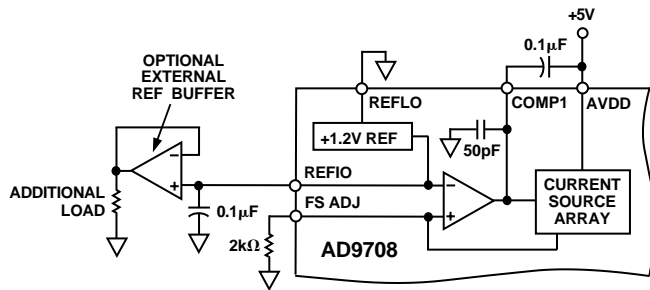 +5V
0.1µF
OPTIONAL
EXTERNAL
REF BUFFER
REFLO
COMP1
AVDD
+1.2V REF
50pF
−
+
REFIO
ADDITIONAL
LOAD
0.1µF
FS ADJ
−
+
CURRENT
SOURCE
ARRAY
2kΩ
AD9708